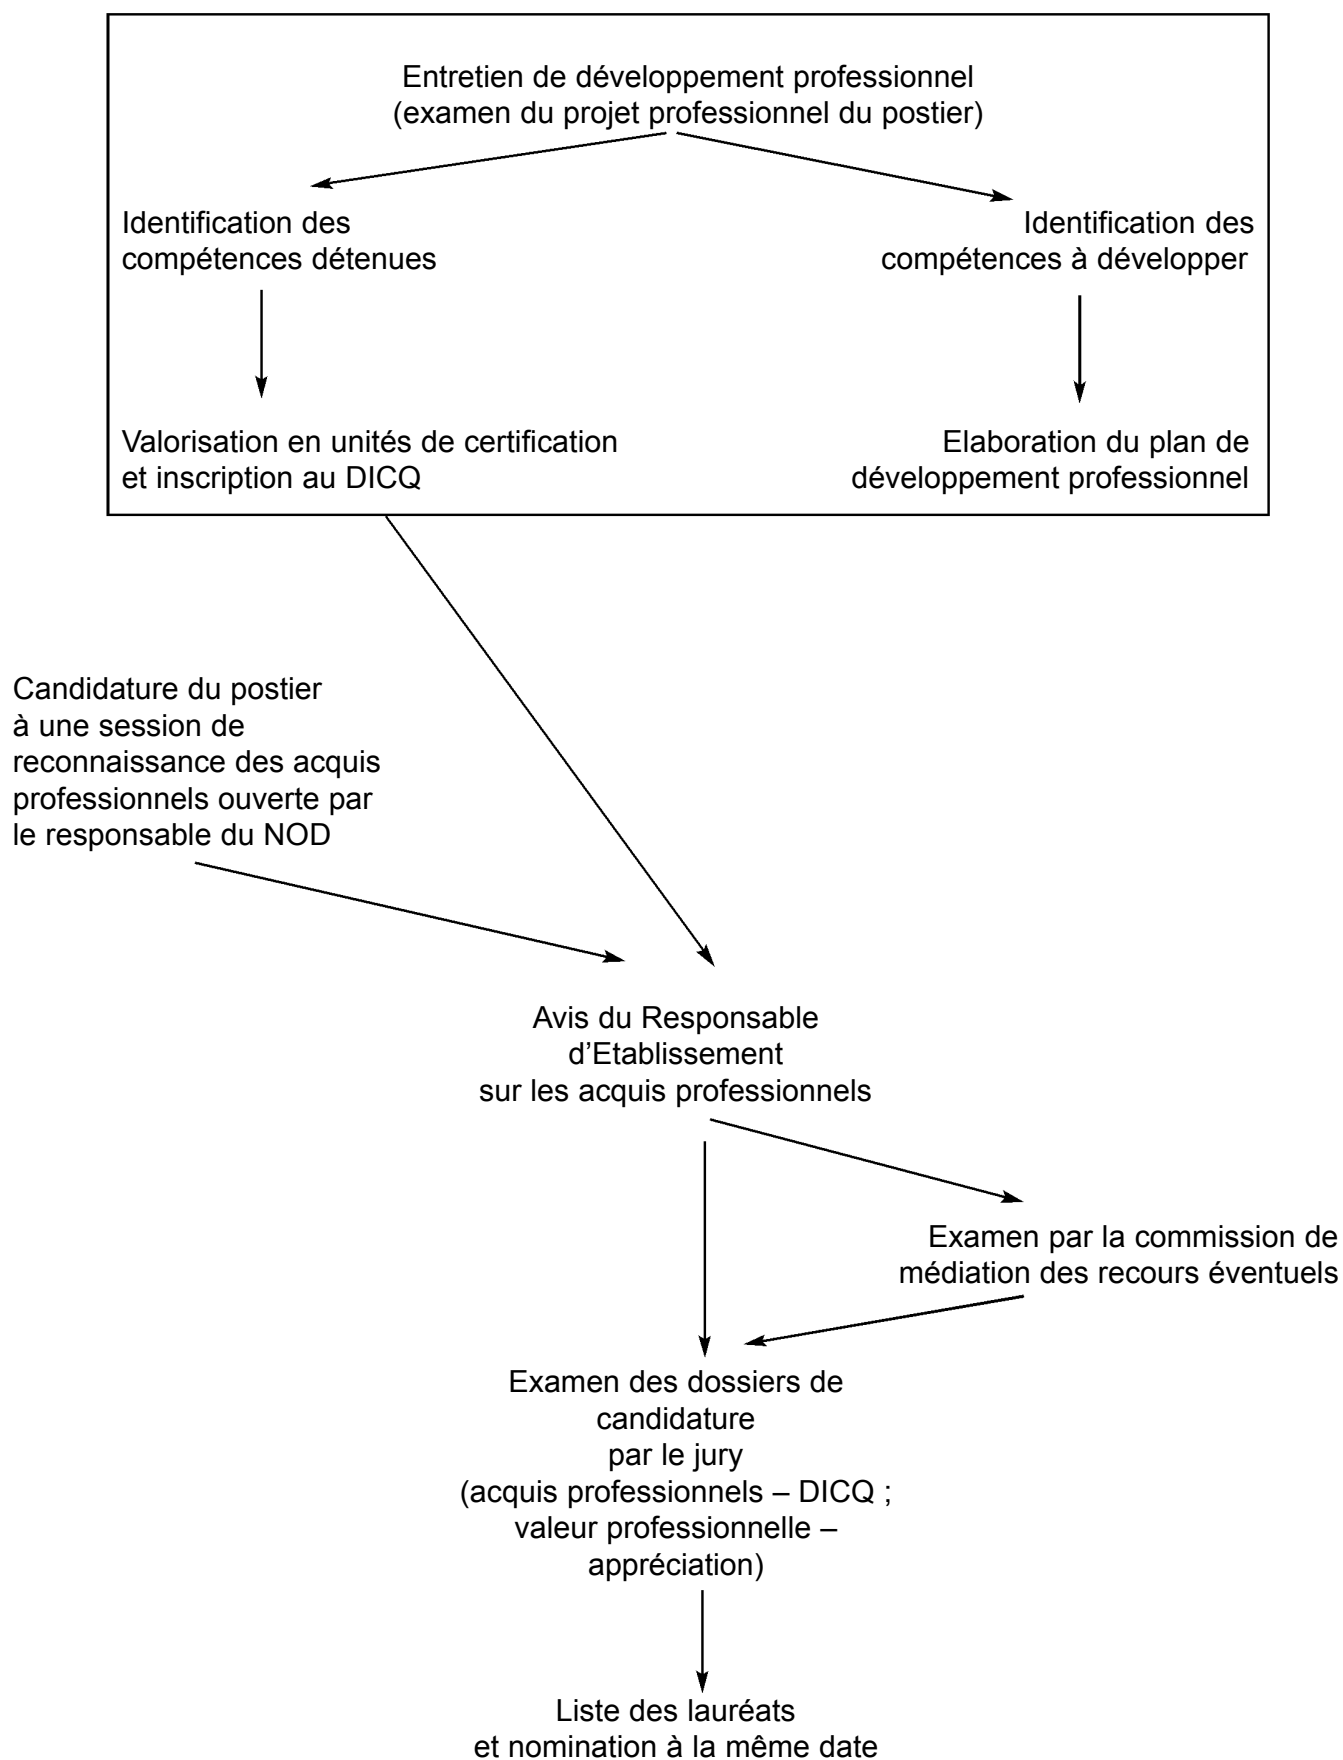 Entretien de développement professionnel
(examen du projet professionnel du postier)
Identification des
compétences détenues
Identification des
compétences à développer
Valorisation en unités de certification
et inscription au DICQ
Elaboration du plan de
développement professionnel
Candidature du postier
à une session de
reconnaissance des acquis
professionnels ouverte par
le responsable du NOD
Avis du Responsable
d’Etablissement
sur les acquis professionnels
Examen par la commission de
médiation des recours éventuels
Examen des dossiers de
candidature
par le jury
(acquis professionnels – DICQ ;
valeur professionnelle –
appréciation)
Liste des lauréats
et nomination à la même date